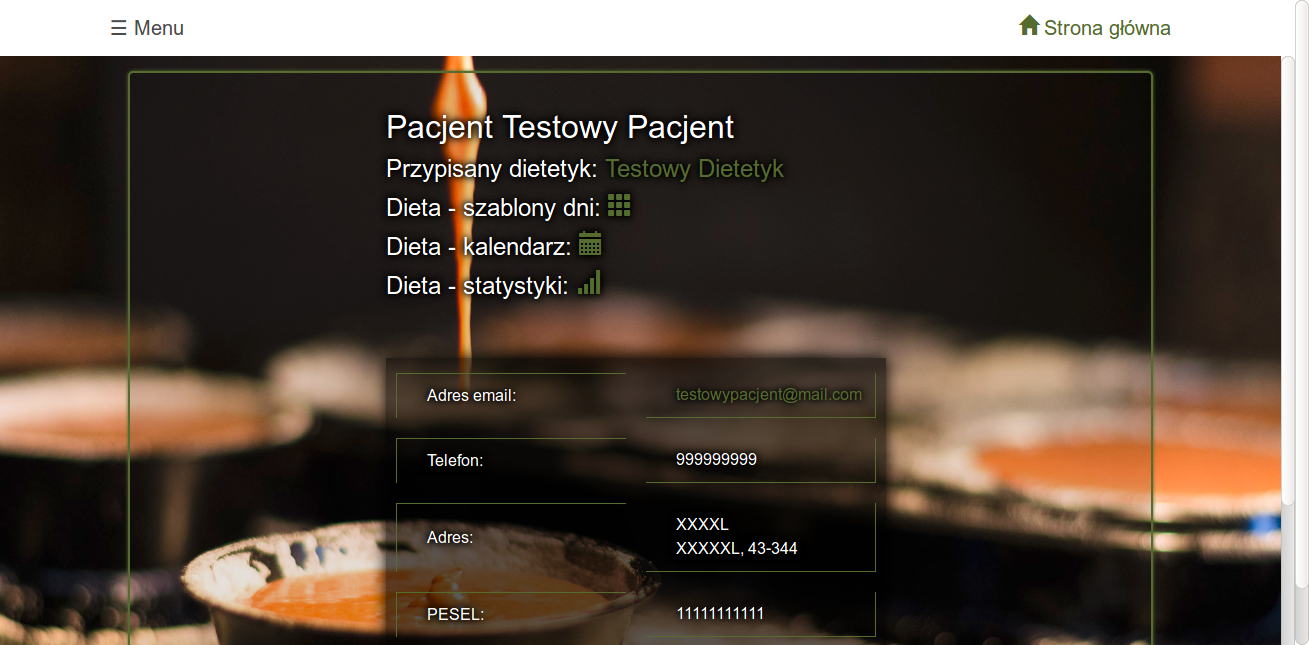 ☰ Menu
Strona główna
Pacjent Testowy Pacjent
Przypisany dietetyk: Testowy Dietetyk
Dieta - szablony dni:
Dieta - kalendarz:
Dieta - statystyki:
Adres email: testowypacjent@mail.com
Telefon: 999999999
Adres: XXXXL
XXXXXL, 43-344
PESEL: 11111111111